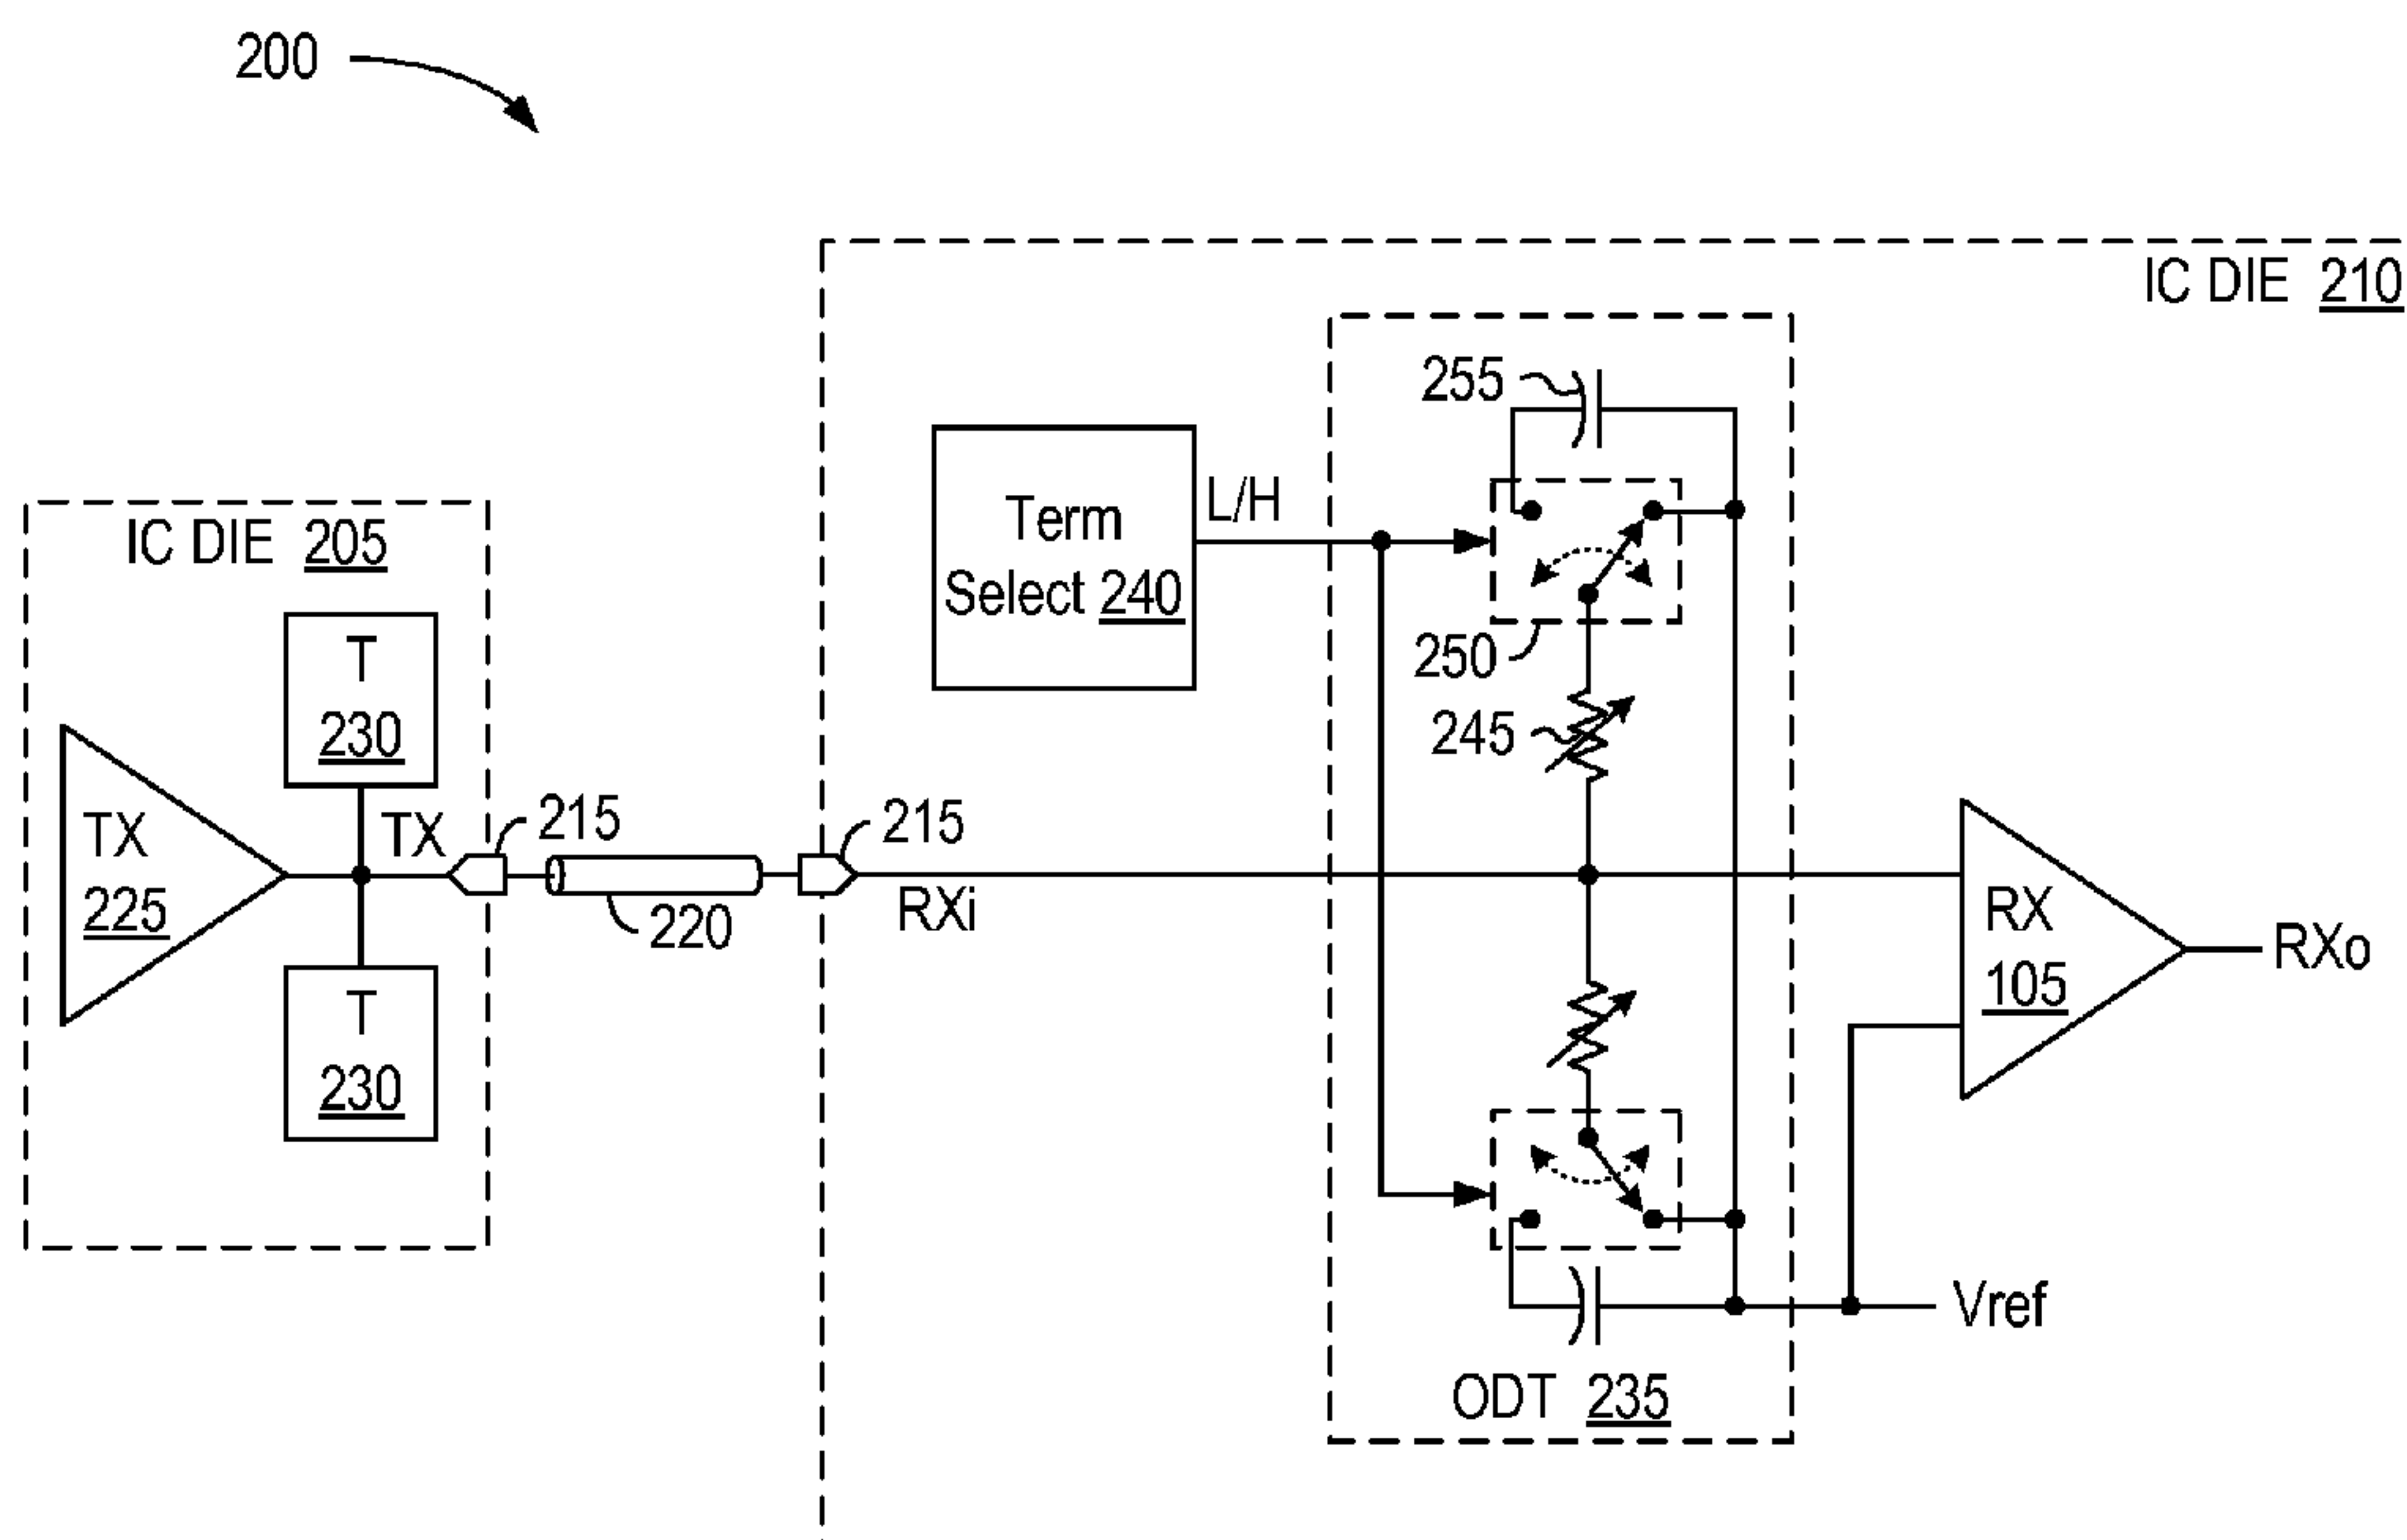 200
IC DIE 210
255
Term
Select 240
L/H
250
245
IC DIE 205
T
230
TX
225
TX
215
220
215
RXi
T
230
RX
105
RXo
Vref
ODT 235